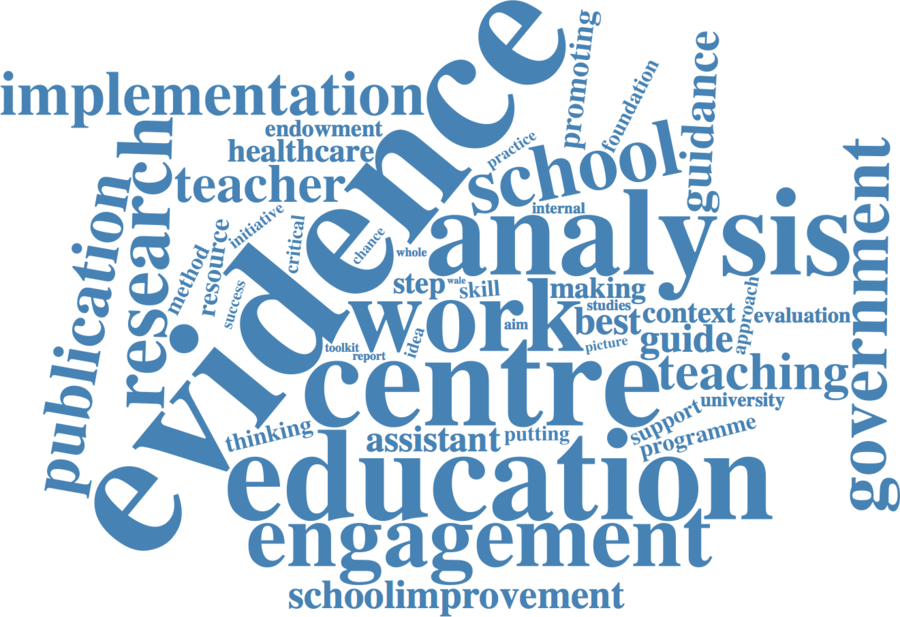 evidence
promoting
foundation
guidance
implementation
endowment
healthcare
practice
school
teacher
research
publication
government
internal
analysis
initiative
critical
chance
whole
resource
method
success
step
wale
skill
making
work
studies
aim
best
context
approach
evaluation
idea
toolkit
report
picture
guide
centre
teaching
university
support
thinking
assistant
putting
programme
education
engagement
schoolimprovement